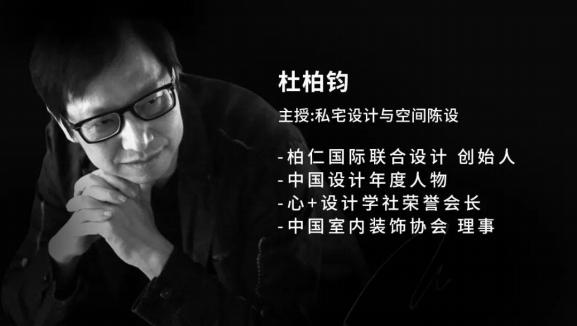 杜柏钧
主授:私宅设计与空间陈设
-柏仁国际联合设计 创始人
-中国设计年度人物
-心+设计学社荣誉会长
-中国室内装饰协会 理事